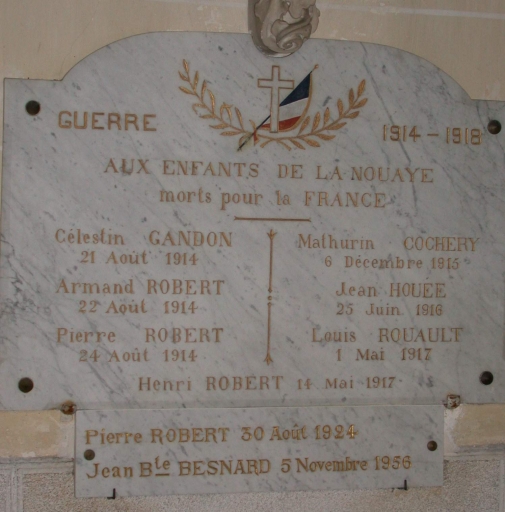 GUERRE 1914-1918
AUX ENFANTS DE LA NOUAYE
morts pour la FRANCE
Célestin GANDON
21 Août 1914
Armand ROBERT
22 Août 1914
Pierre ROBERT
24 Août 1914
Mathurin COCHERY
6 Décembre 1915
Jean HOUEE
25 Juin 1916
Louis ROUAULT
1 Mai 1917
Henri ROBERT 14 Mai 1917
Pierre ROBERT 30 Août 1924
Jean Bte BESNARD 5 Novembre 1956